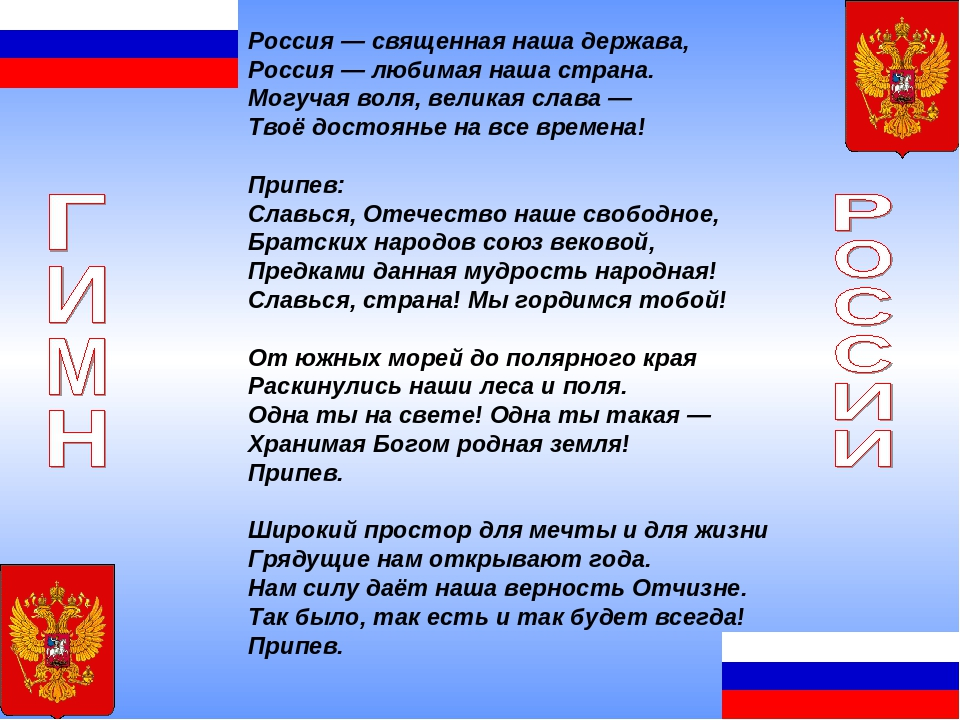 ГИМН
Россия — священная наша держава,
Россия — любимая наша страна.
Могучая воля, великая слава —
Твоё достоянье на все времена!
Припев:
Славься, Отечество наше свободное,
Братских народов союз вековой,
Предками данная мудрость народная!
Славься, страна! Мы гордимся тобой!
От южных морей до полярного края
Раскинулись наши леса и поля.
Одна ты на свете! Одна ты такая —
Хранимая Богом родная земля!
Припев.
Широкий простор для мечты и для жизни
Грядущие нам открывают года.
Нам силу даёт наша верность Отчизне.
Так было, так есть и так будет всегда!
Припев.
РОССИИ